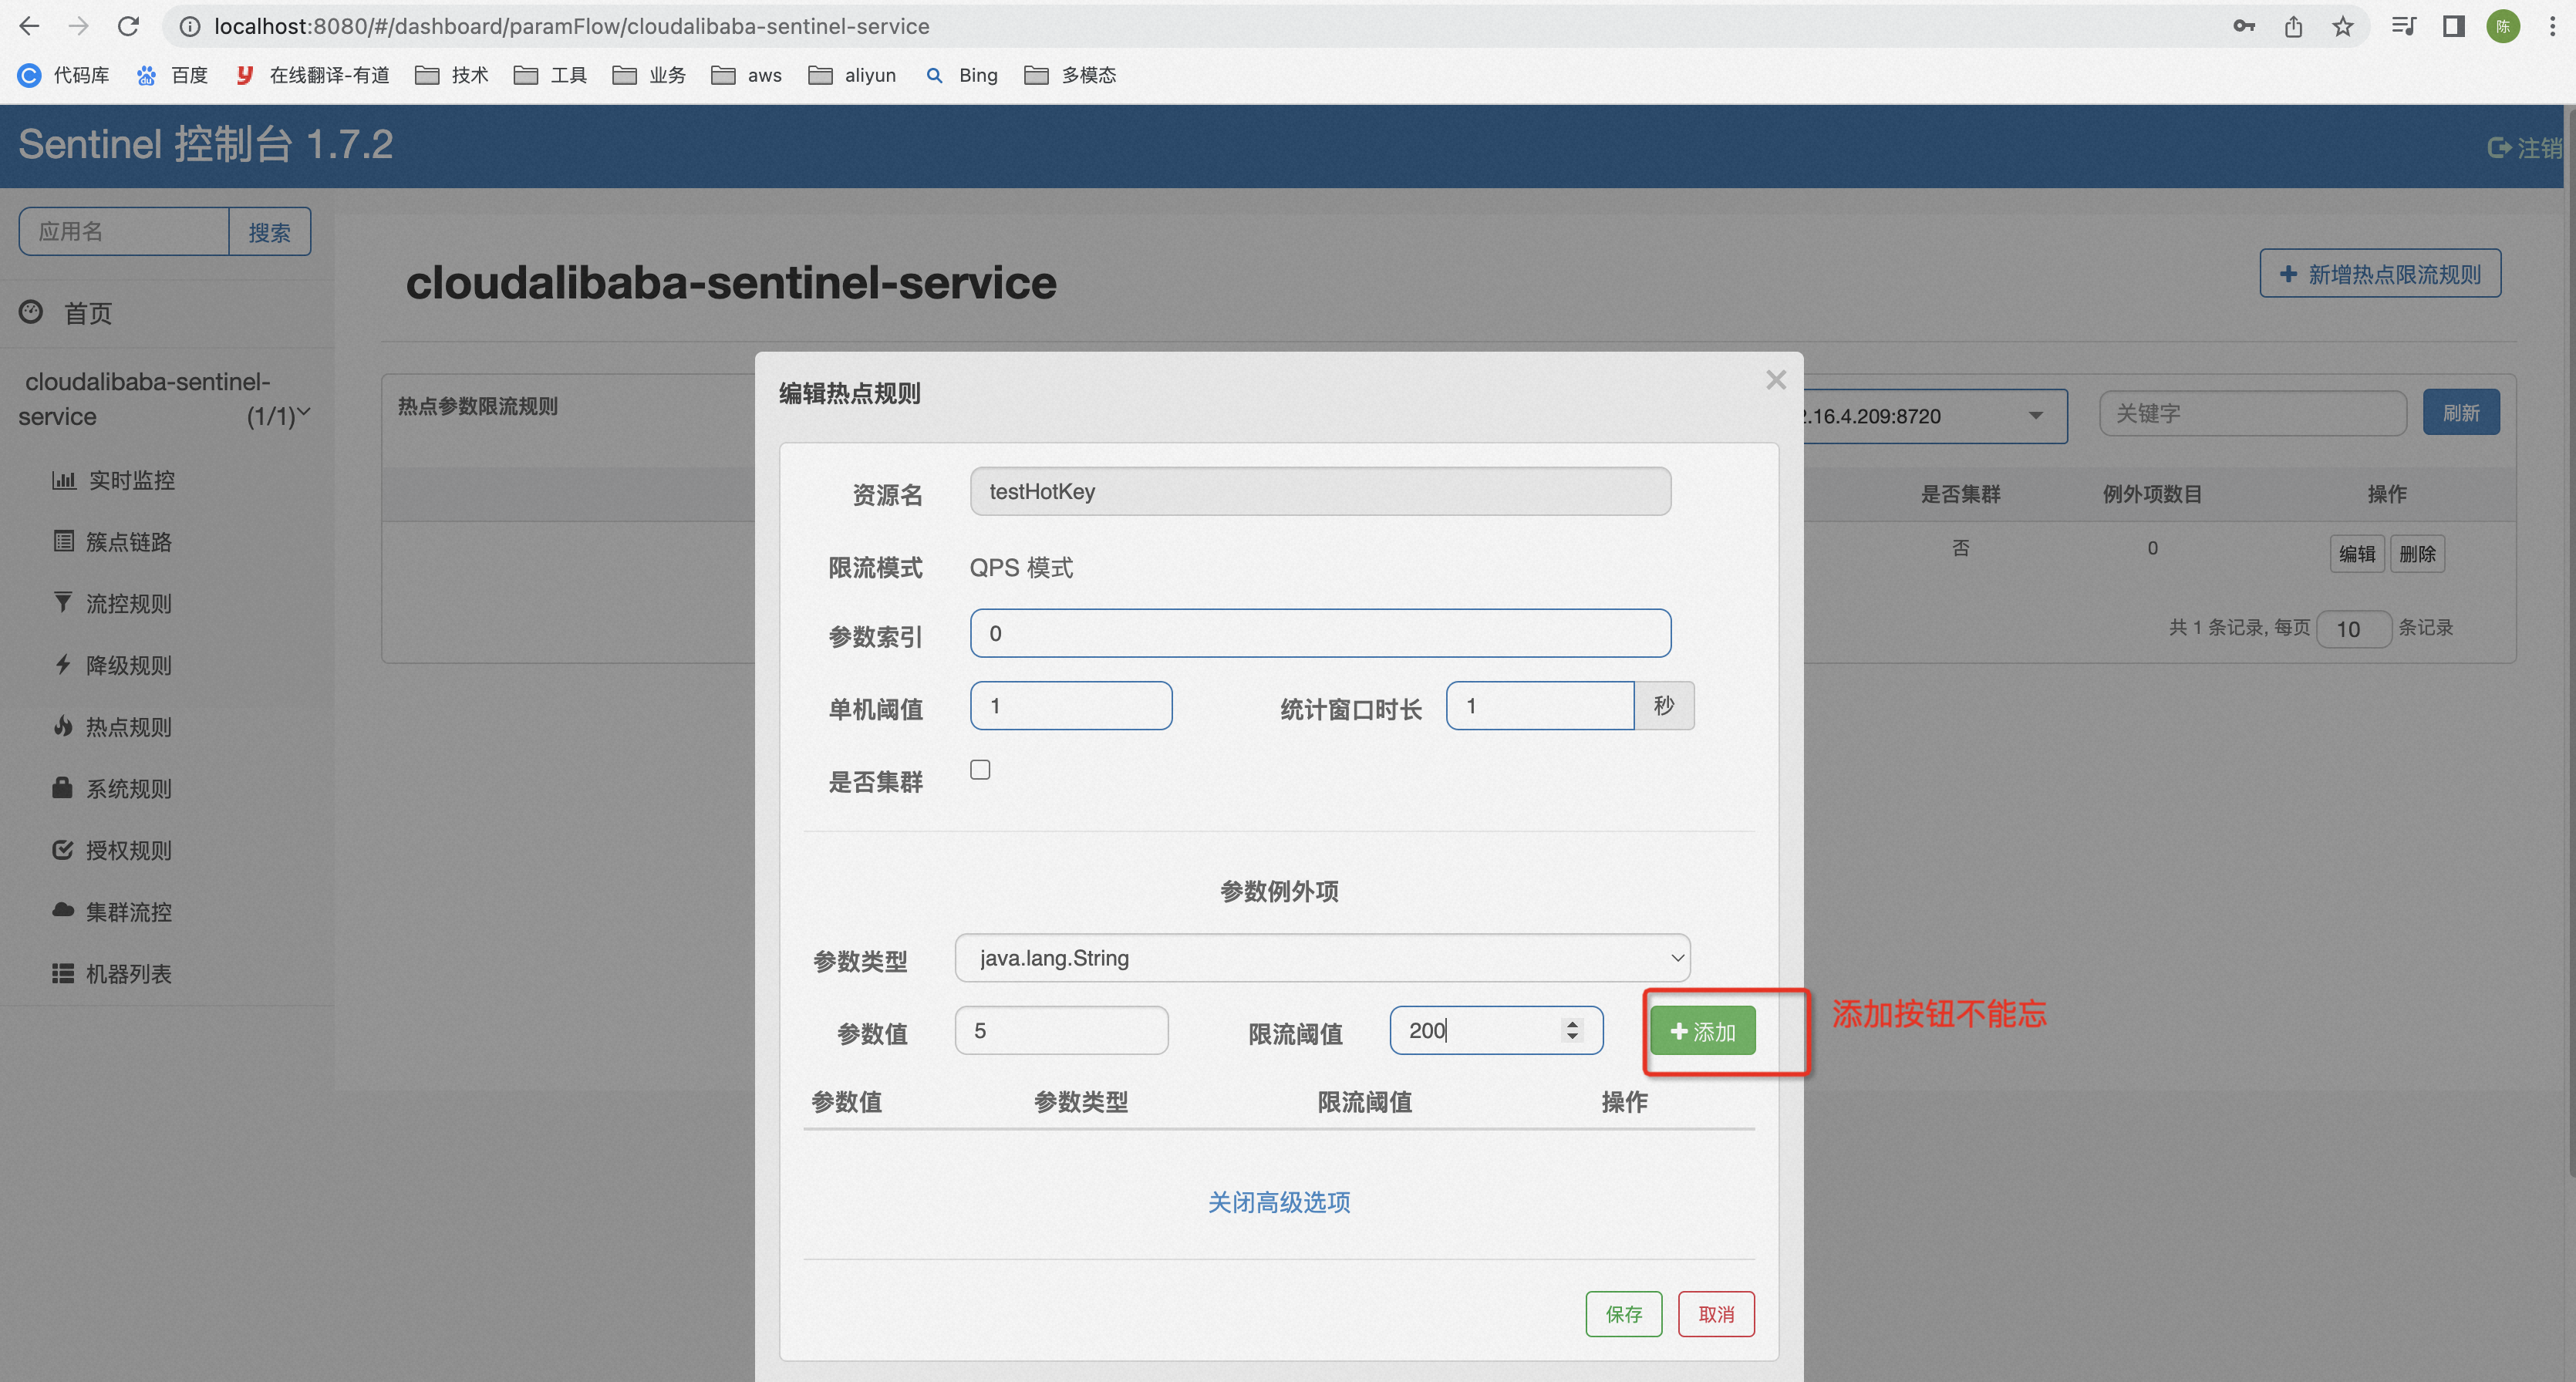 localhost:8080/#/dashboard/paramFlow/cloudalibaba-sentinel-service
陈
代码库 百度 在线翻译-有道 技术 工具 业务 aws aliyun Bing 多模态
Sentinel 控制台 1.7.2
注销
应用名 搜索
cloudalibaba-sentinel-service
新增热点限流规则
首页
cloudalibaba-sentinel-
service (1/1)
实时监控
簇点链路
流控规则
降级规则
热点规则
系统规则
授权规则
集群流控
机器列表
热点参数限流规则
.16.4.209:8720 关键字 刷新
是否集群 例外项数目 操作
否 0 编辑 删除
共 1 条记录, 每页 10 条记录
编辑热点规则
资源名 testHotKey
限流模式 QPS 模式
参数索引 0
单机阈值 1 统计窗口时长 1 秒
是否集群
参数例外项
参数类型 java.lang.String
参数值 5 限流阈值 200 添加
添加按钮不能忘
参数值 参数类型 限流阈值 操作
关闭高级选项
保存 取消